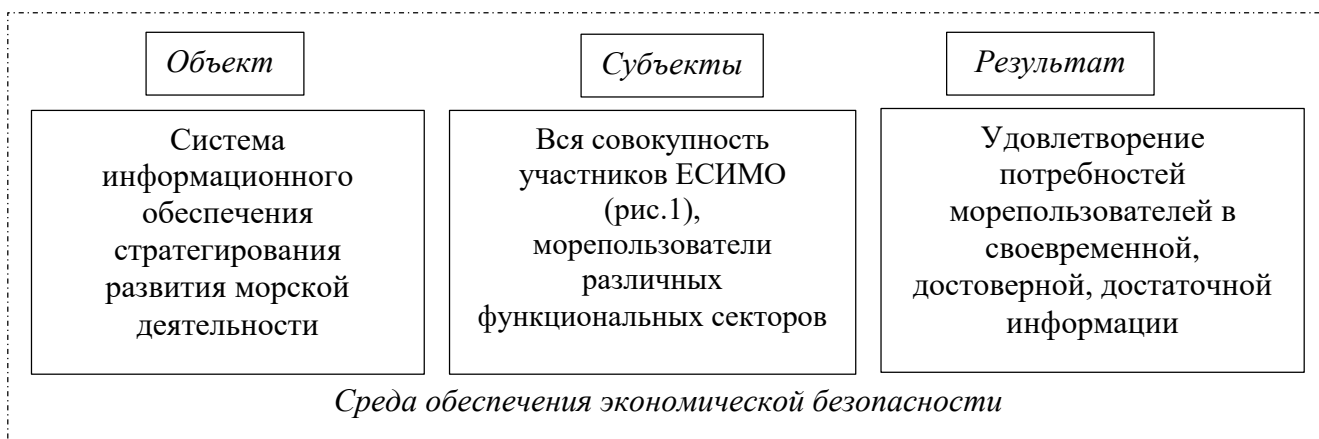 Объект
Субъекты
Результат
Система
информационного
обеспечения
стратегирования
развития морской
деятельности
Вся совокупность
участников ЕСИМО
(рис.1),
морепользователи
различных
функциональных секторов
Удовлетворение
потребностей
морепользователей в
своевременной,
достоверной, достаточной
информации
Среда обеспечения экономической безопасности